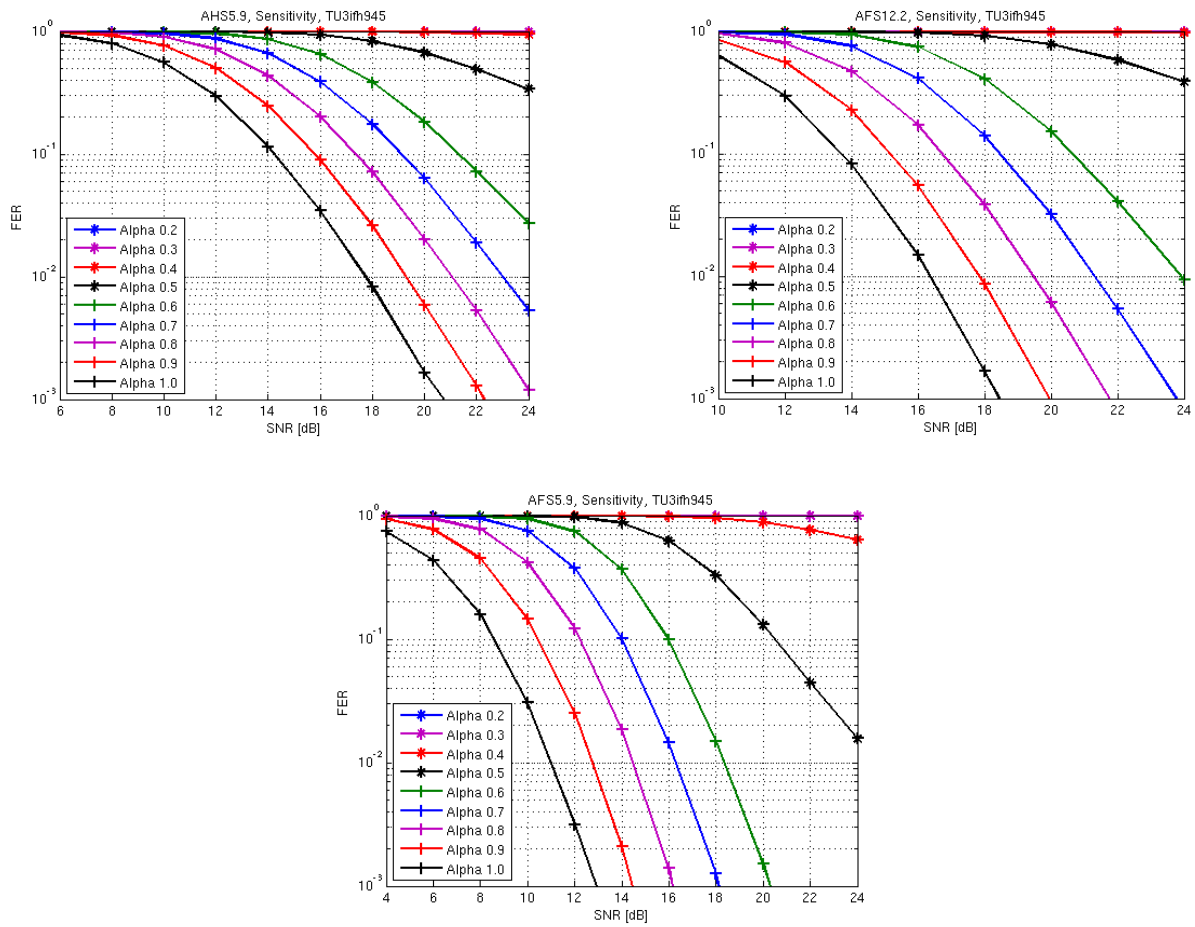 AHS5.9, Sensitivity, TU3ifh945
10^0
10^-1
10^-2
10^-3
FER
Alpha 0.2
Alpha 0.3
Alpha 0.4
Alpha 0.5
Alpha 0.6
Alpha 0.7
Alpha 0.8
Alpha 0.9
Alpha 1.0
6 8 10 12 14 16 18 20 22 24
SNR [dB]
AFS12.2, Sensitivity, TU3ifh945
10^0
10^-1
10^-2
10^-3
FER
Alpha 0.2
Alpha 0.3
Alpha 0.4
Alpha 0.5
Alpha 0.6
Alpha 0.7
Alpha 0.8
Alpha 0.9
Alpha 1.0
10 12 14 16 18 20 22 24
SNR [dB]
AFS5.9, Sensitivity, TU3ifh945
10^0
10^-1
10^-2
10^-3
FER
Alpha 0.2
Alpha 0.3
Alpha 0.4
Alpha 0.5
Alpha 0.6
Alpha 0.7
Alpha 0.8
Alpha 0.9
Alpha 1.0
4 6 8 10 12 14 16 18 20 22 24
SNR [dB]